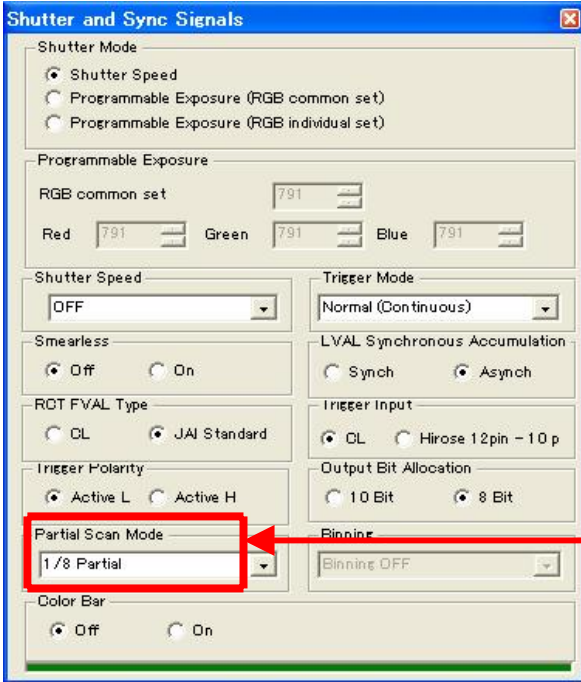 Shutter and Sync Signals
Shutter Mode
Shutter Speed
Programmable Exposure (RGB common set)
Programmable Exposure (RGB individual set)
Programmable Exposure
RGB common set 791
Red 791 Green 791 Blue 791
Shutter Speed
OFF
Trigger Mode
Normal (Continuous)
Smearless
Off On
LVAL Synchronous Accumulation
Synch Asynch
RCT FVAL Type
CL JAI Standard
Trigger Input
CL Hirose 12pin - 10 p
Trigger Polarity
Active L Active H
Output Bit Allocation
10 Bit 8 Bit
Partial Scan Mode
1/8 Partial
Binning
Binning OFF
Color Bar
Off On